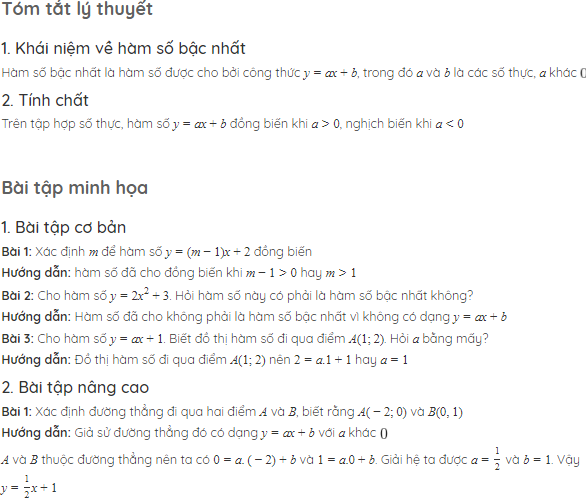 Tóm tắt lý thuyết
1. Khái niệm về hàm số bậc nhất
Hàm số bậc nhất là hàm số được cho bởi công thức y = ax + b, trong đó a và b là các số thực, a khác 0
2. Tính chất
Trên tập hợp số thực, hàm số y = ax + b đồng biến khi a > 0, nghịch biến khi a < 0
Bài tập minh họa
1. Bài tập cơ bản
Bài 1: Xác định m để hàm số y = (m − 1)x + 2 đồng biến
Hướng dẫn: hàm số đã cho đồng biến khi m − 1 > 0 hay m > 1
Bài 2: Cho hàm số y = 2x² + 3. Hỏi hàm số này có phải là hàm số bậc nhất không?
Hướng dẫn: Hàm số đã cho không phải là hàm số bậc nhất vì không có dạng y = ax + b
Bài 3: Cho hàm số y = ax + 1. Biết đồ thị hàm số đi qua điểm A(1; 2). Hỏi a bằng mấy?
Hướng dẫn: Đồ thị hàm số đi qua điểm A(1; 2) nên 2 = a.1 + 1 hay a = 1
2. Bài tập nâng cao
Bài 1: Xác định đường thẳng đi qua hai điểm A và B, biết rằng A( − 2; 0) và B(0, 1)
Hướng dẫn: Giả sử đường thẳng đó có dạng y = ax + b với a khác 0
A và B thuộc đường thẳng nên ta có 0 = a. ( − 2) + b và 1 = a.0 + b. Giải hệ ta được a = 1/2 và b = 1. Vậy
y = 1/2 x + 1